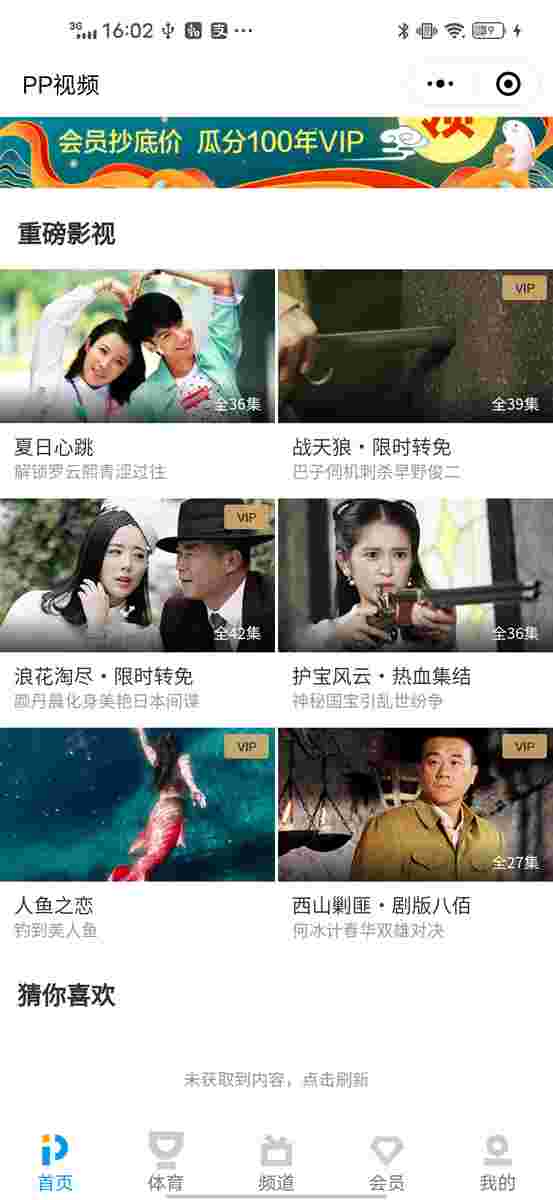 3G 16:02
PP视频
会员抄底价 瓜分100年VIP
重磅影视
VIP
全36集
全39集
夏日心跳
战天狼·限时转免
解锁罗云熙青涩过往
巴子伺机刺杀早野俊二
VIP
全42集
全36集
浪花淘尽·限时转免
护宝风云·热血集结
颜丹晨化身美艳日本间谍
神秘国宝引乱世纷争
VIP
VIP
全27集
人鱼之恋
西山剿匪·剧版八佰
钓到美人鱼
何冰计春华双雄对决
猜你喜欢
未获取到内容，点击刷新
首页
体育
频道
会员
我的